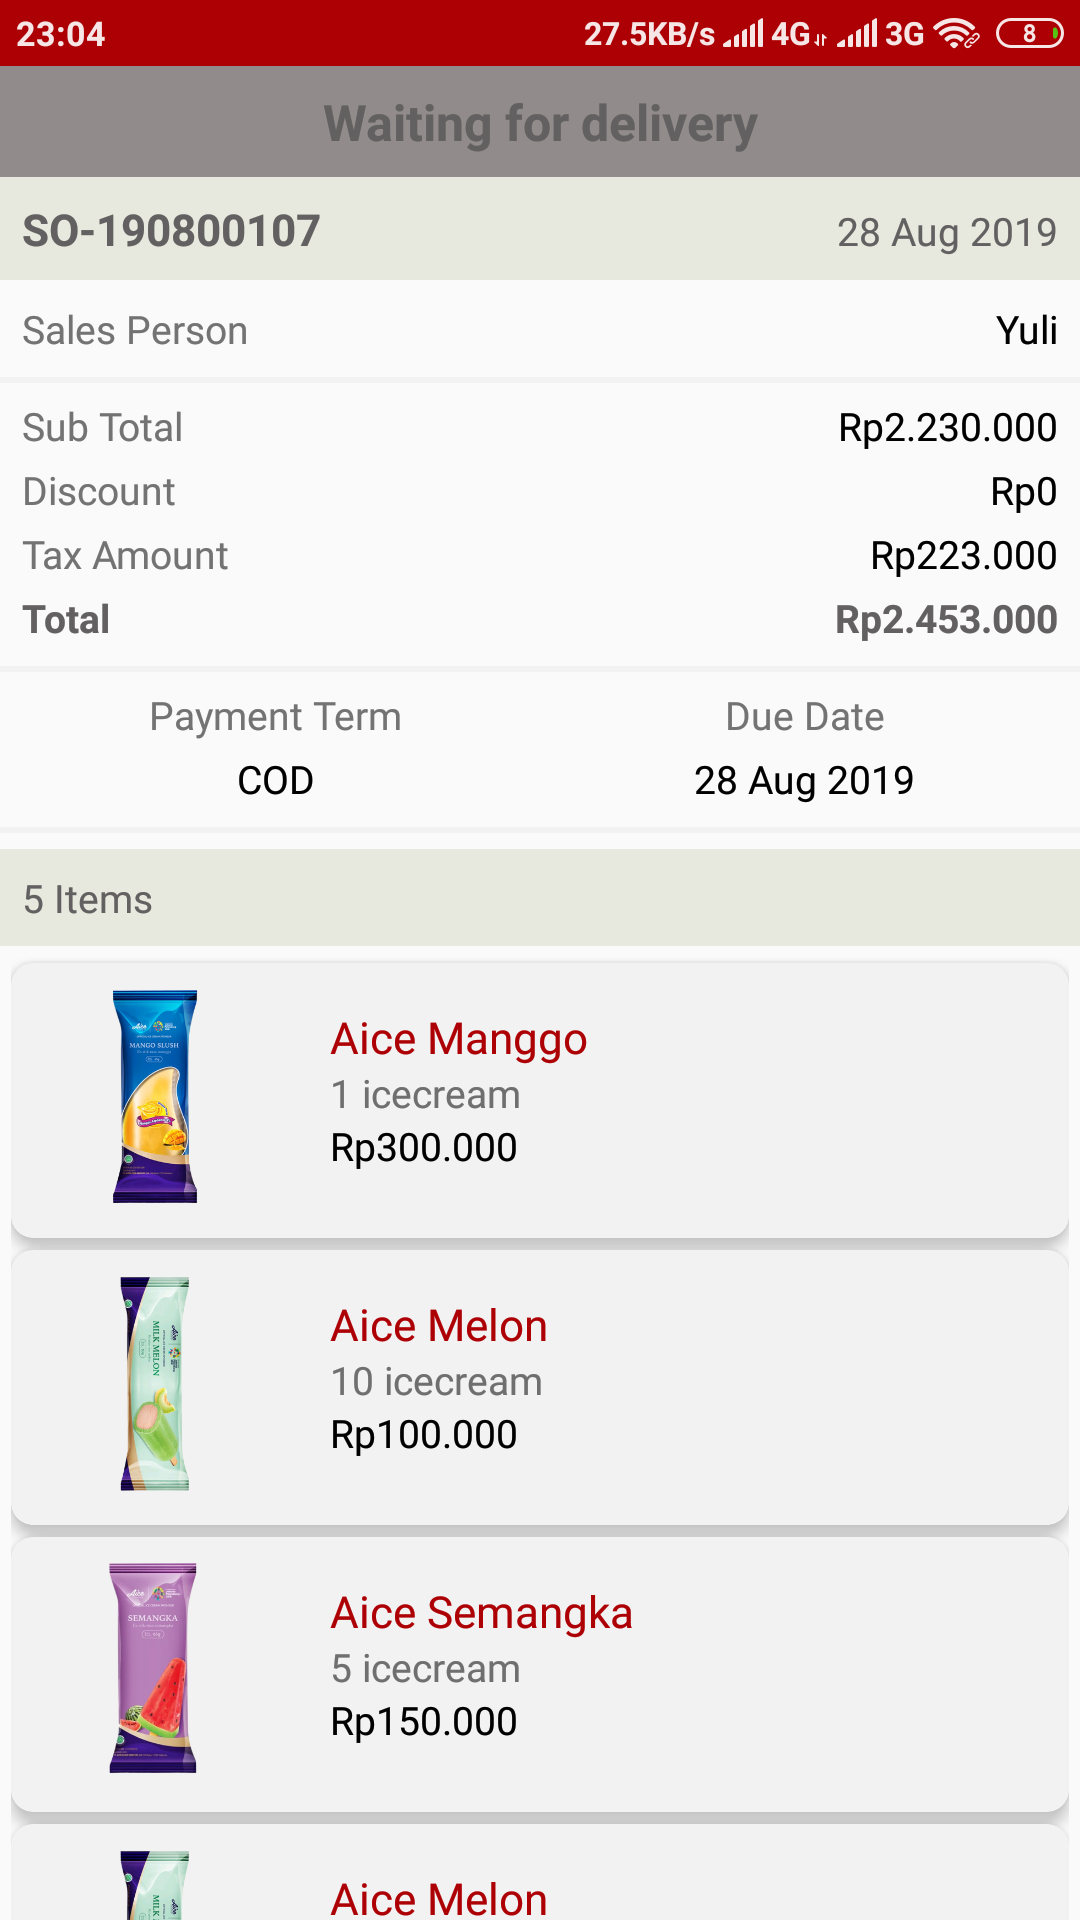 23:04 27.5KB/s 4G 3G 8
Waiting for delivery
SO-190800107 28 Aug 2019
Sales Person Yuli
Sub Total Rp2.230.000
Discount Rp0
Tax Amount Rp223.000
Total Rp2.453.000
Payment Term Due Date
COD 28 Aug 2019
5 Items
Aice
MANGO SLUSH
Aice Manggo
1 icecream
Rp300.000
Aice
MILK MELON
Aice Melon
10 icecream
Rp100.000
Aice
SEMANGKA
Aice Semangka
5 icecream
Rp150.000
Aice Melon